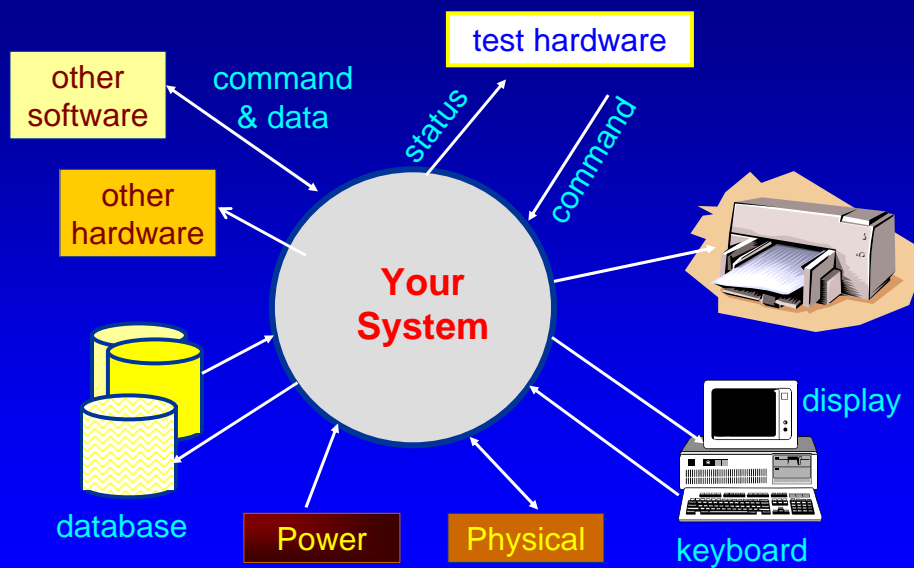 test hardware
other
software
command
& data
status
command
other
hardware
Your
System
display
database
Power
Physical
keyboard